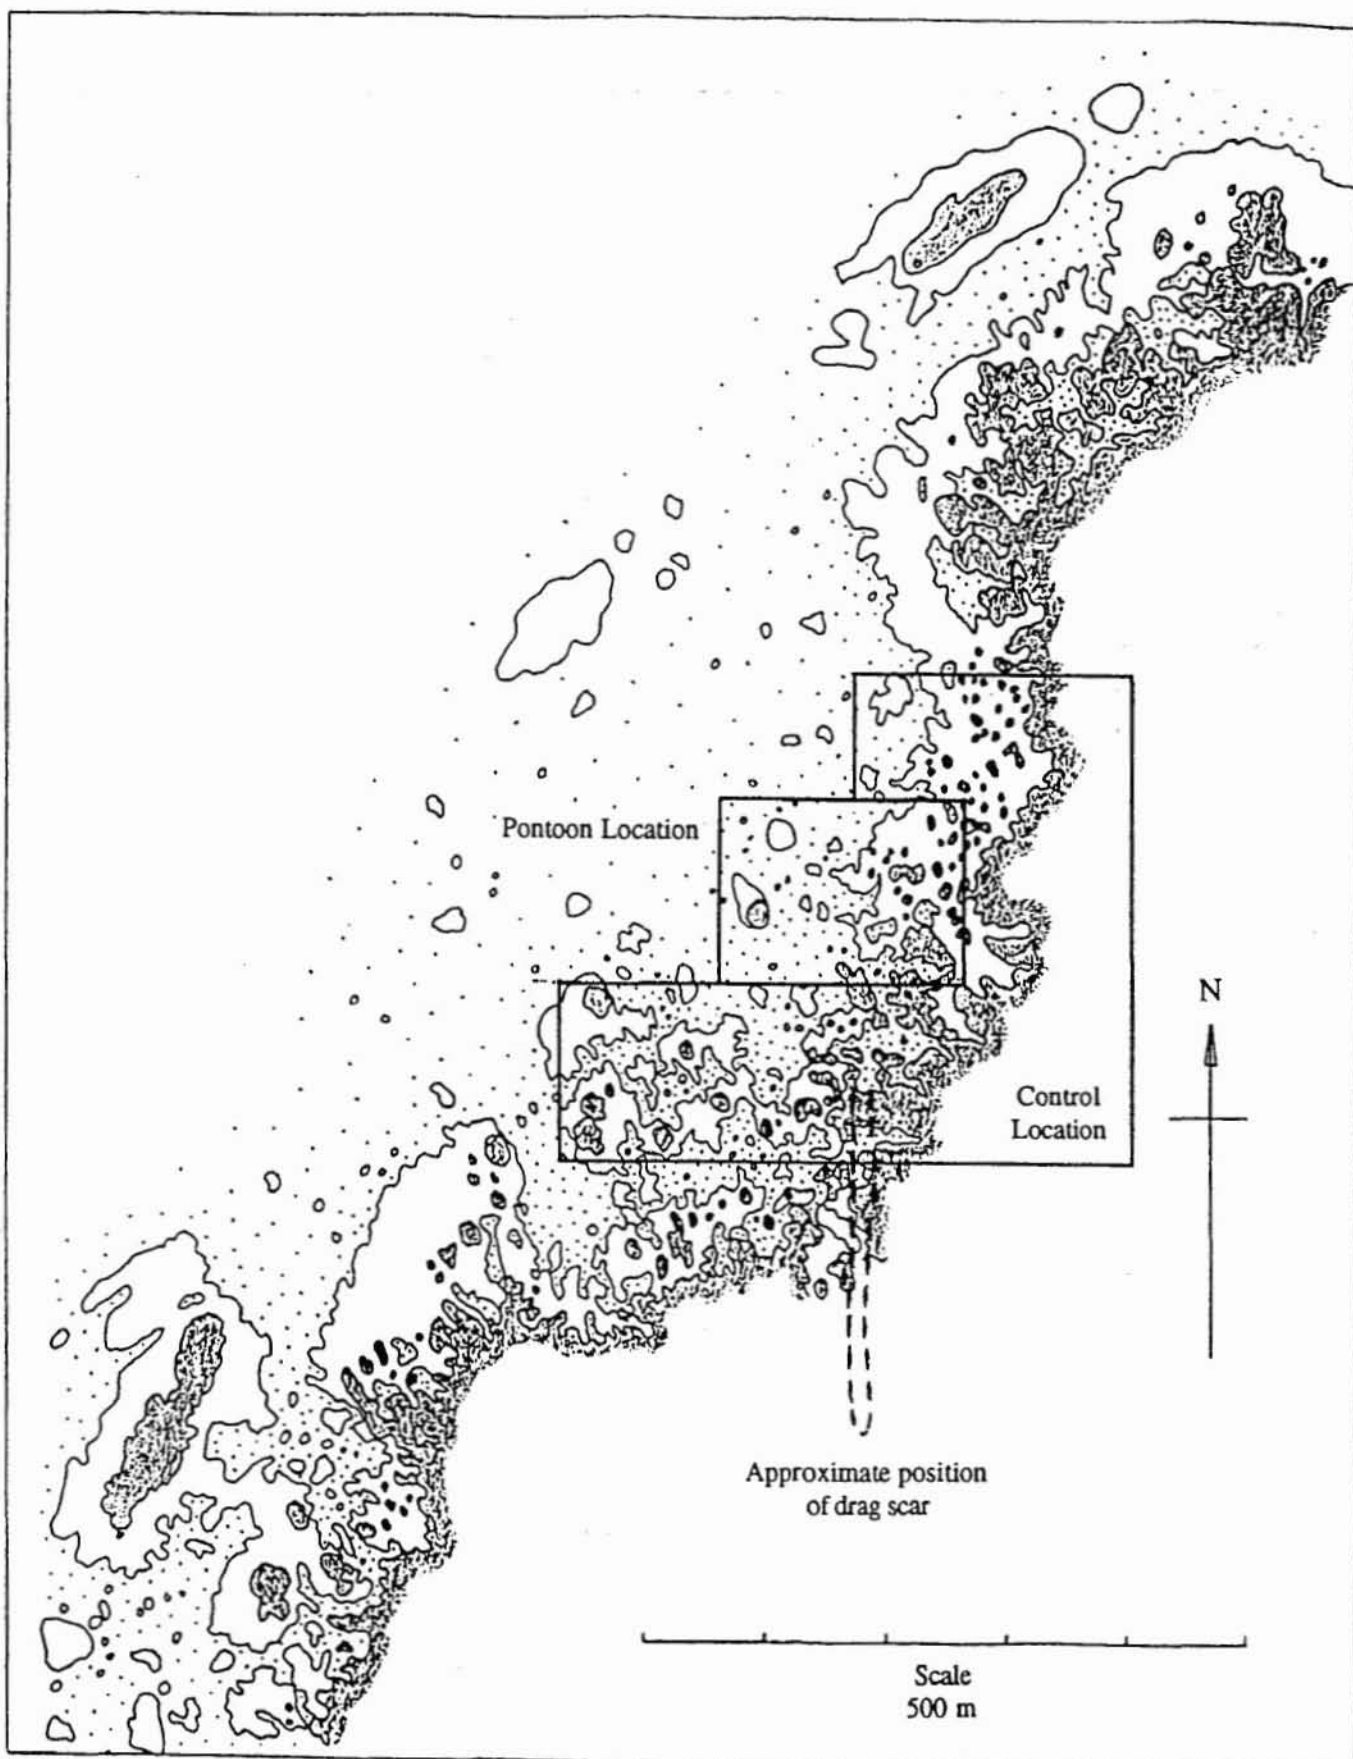 Pontoon Location
N
Control
Location
Approximate position
of drag scar
Scale
500 m